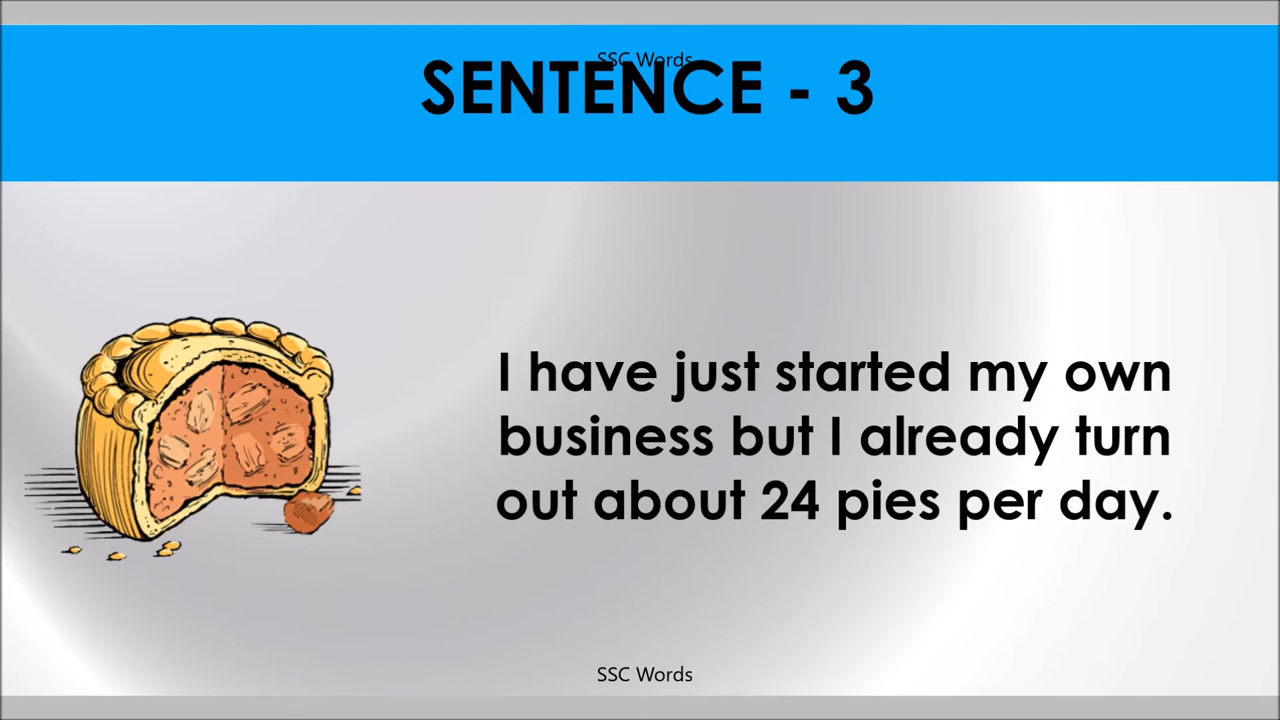 SSC Words
SENTENCE - 3
I have just started my own
business but I already turn
out about 24 pies per day.
SSC Words